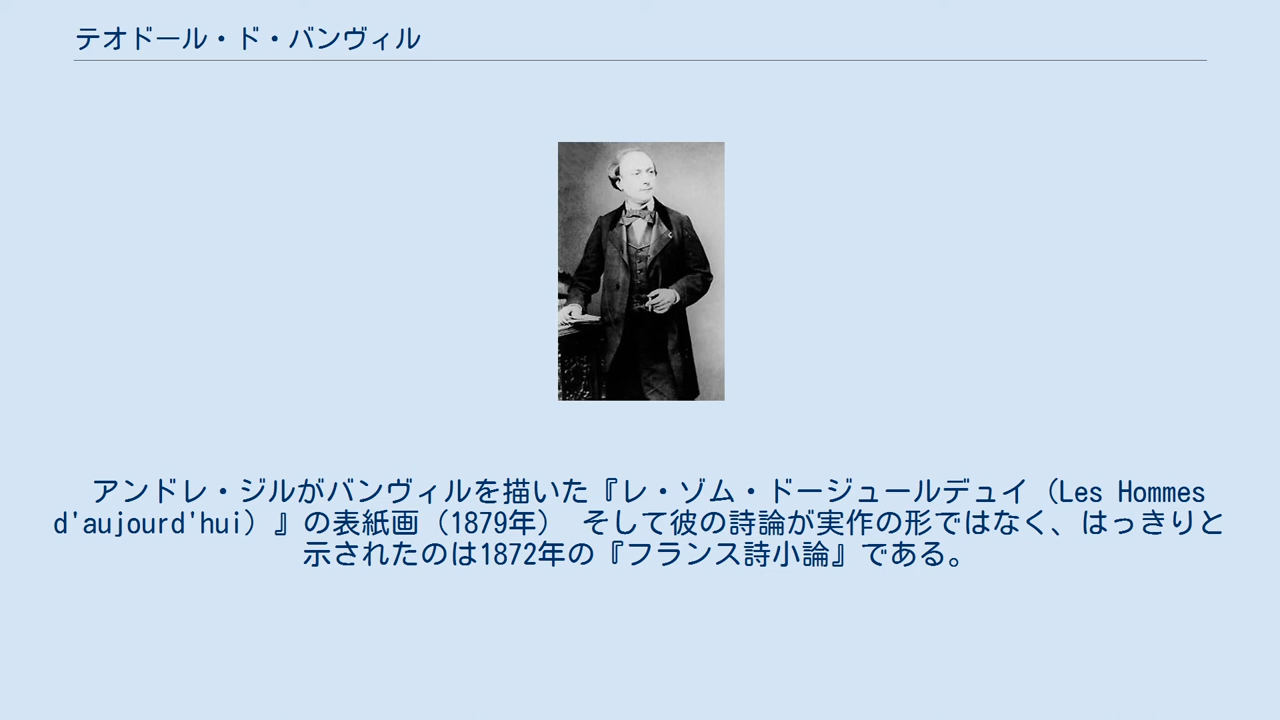 テオドール・ド・バンヴィル
アンドレ・ジルがバンヴィルを描いた『レ・ゾム・ドージュールデュイ（Les Hommes
d'aujourd'hui）』の表紙画（1879年） そして彼の詩論が実作の形ではなく、はっきりと
示されたのは1872年の『フランス詩小論』である。